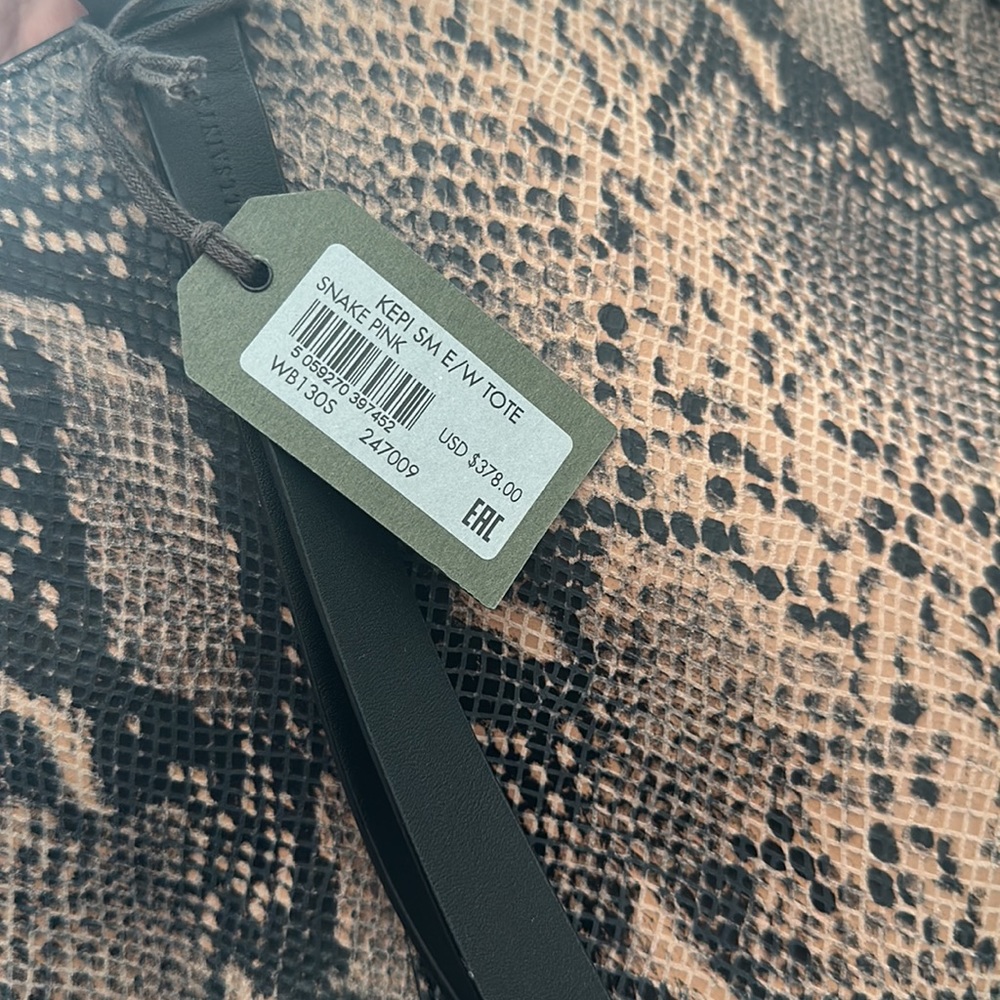 KEPI SM E/W TOTE
SNAKE PINK
5 059270 397452
WB130S
247009
USD $378.00
EAC